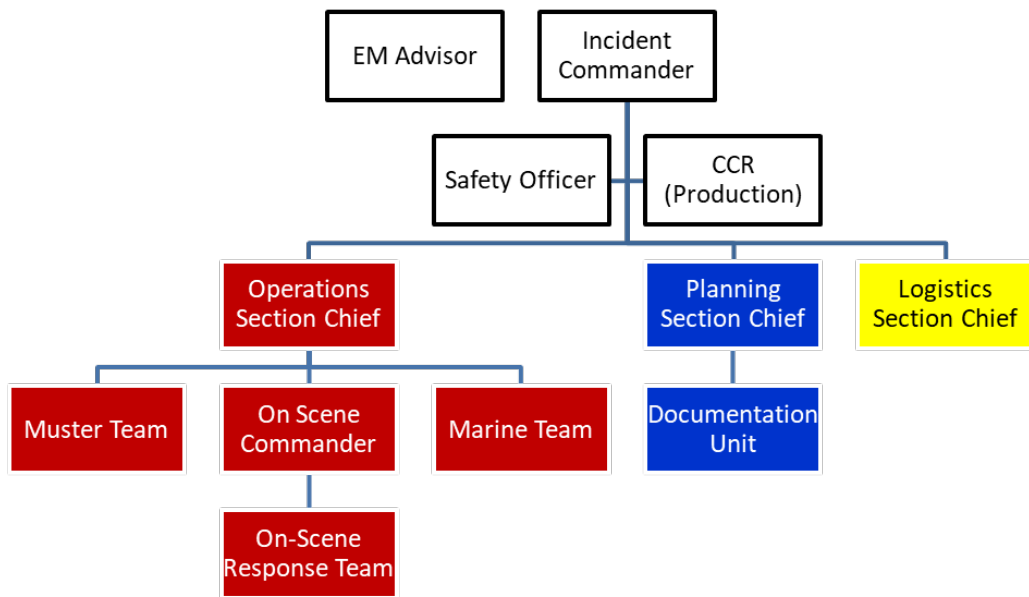 EM Advisor
Incident
Commander
Safety Officer
CCR
(Production)
Operations
Section Chief
Planning
Section Chief
Logistics
Section Chief
Muster Team
On Scene
Commander
Marine Team
Documentation
Unit
On-Scene
Response Team